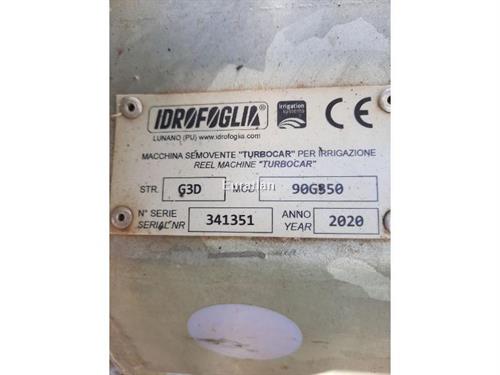 IDROFOGLIA®
irrigation systems
CE
LUNANO (PU) www.idrofoglia.com
MACCHINA SEMOVENTE "TURBOCAR" PER IRRIGAZIONE
REEL MACHINE "TURBOCAR"
STR. G3D MOD. 90G350
N° SERIE
SERIAL NR 341351
ANNO
YEAR 2020